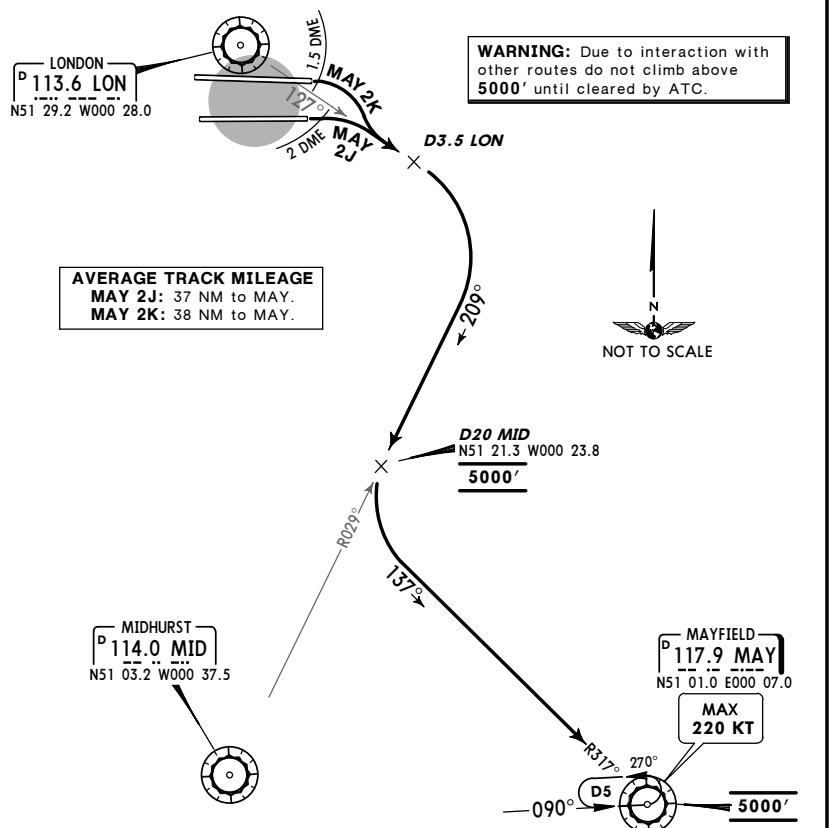 LONDON
D 113.6 LON
N51 29.2 W000 28.0
1.5 DME
MAY 2K
127°
2 DME
MAY
2J
D3.5 LON
WARNING: Due to interaction with
other routes do not climb above
5000' until cleared by ATC.
AVERAGE TRACK MILEAGE
MAY 2J: 37 NM to MAY.
MAY 2K: 38 NM to MAY.
209°
N
NOT TO SCALE
D20 MID
N51 21.3 W000 23.8
5000'
R029°
137°
MIDHURST
D 114.0 MID
N51 03.2 W000 37.5
MAYFIELD
D 117.9 MAY
N51 01.0 E000 07.0
MAX
220 KT
R317°
270°
D5
090°
5000'